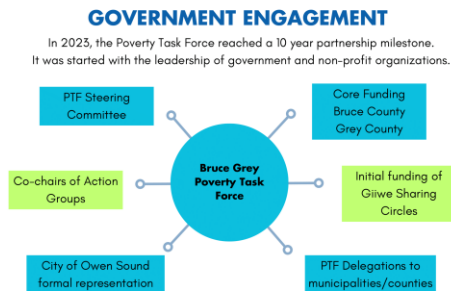 GOVERNMENT ENGAGEMENT
In 2023, the Poverty Task Force reached a 10 year partnership milestone.
It was started with the leadership of government and non-profit organizations.
PTF Steering
Committee
Core Funding
Bruce County
Grey County
Bruce Grey
Poverty Task
Force
Co-chairs of Action
Groups
Initial funding of
Giiwe Sharing
Circles
City of Owen Sound
formal representation
PTF Delegations to
municipalities/counties